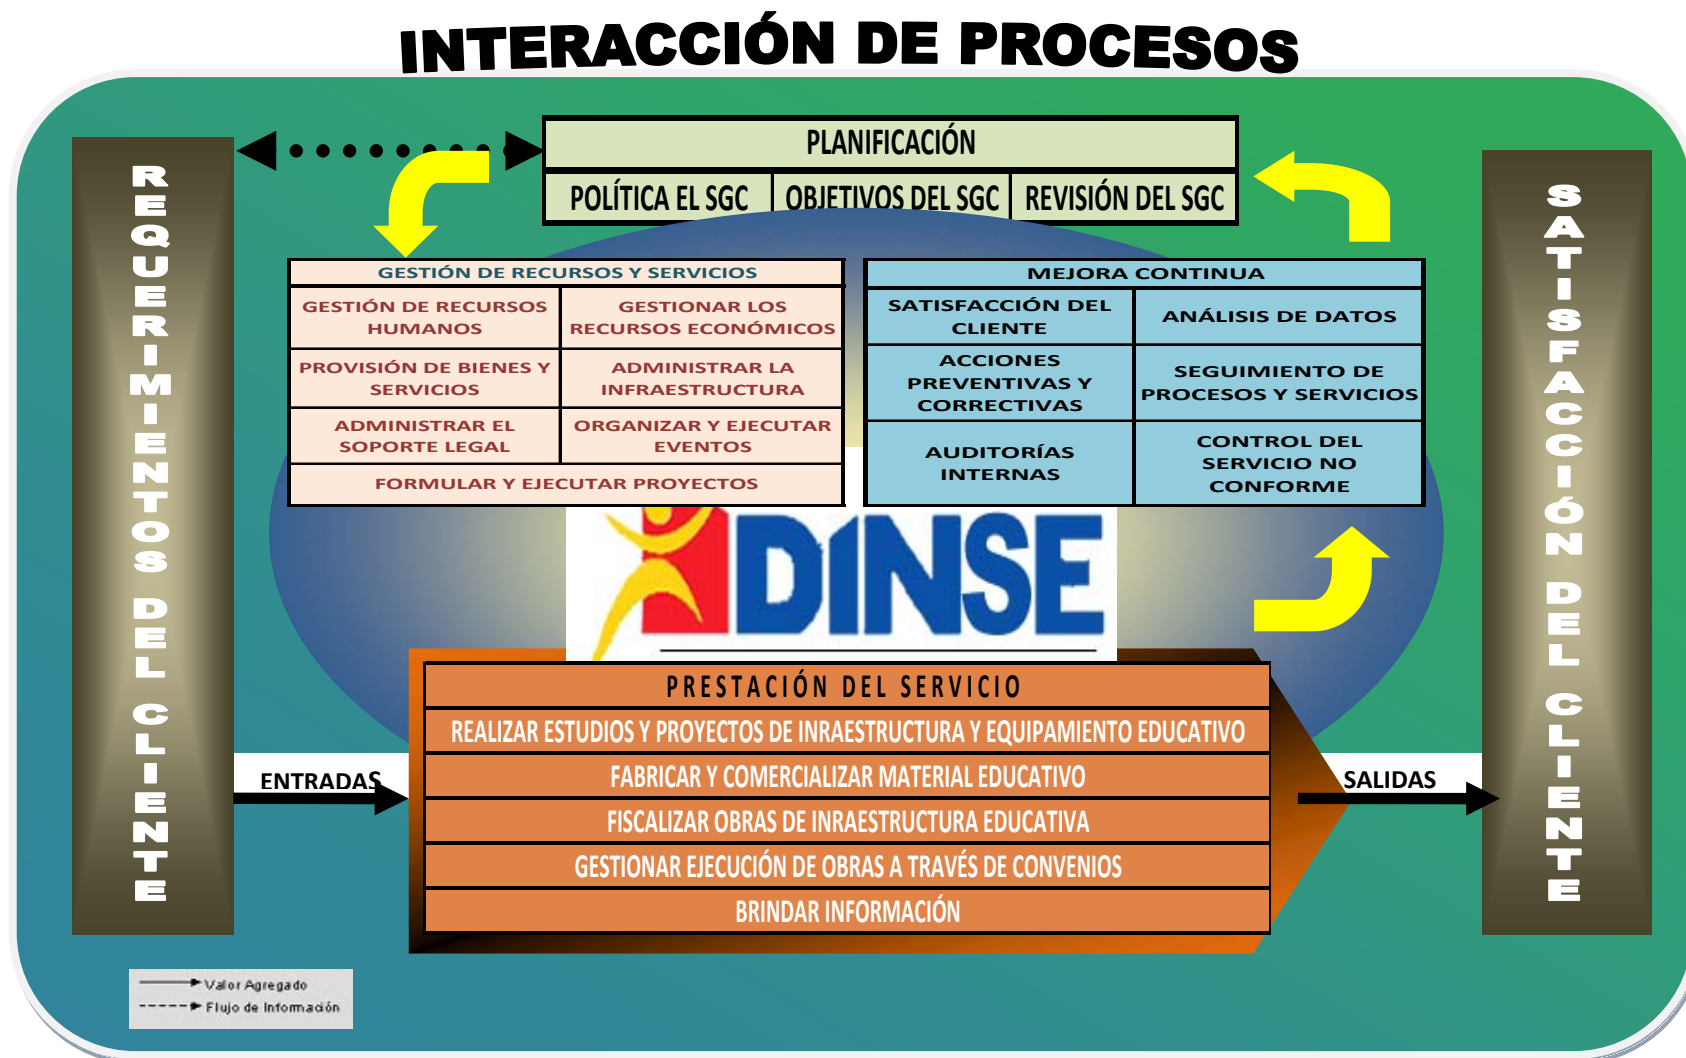 INTERACCIÓN DE PROCESOS
REQUERIMIENTOS DEL CLIENTE
PLANIFICACIÓN
POLÍTICA EL SGC
OBJETIVOS DEL SGC
REVISIÓN DEL SGC
GESTIÓN DE RECURSOS Y SERVICIOS
GESTIÓN DE RECURSOS
HUMANOS
GESTIONAR LOS
RECURSOS ECONÓMICOS
PROVISIÓN DE BIENES Y
SERVICIOS
ADMINISTRAR LA
INFRAESTRUCTURA
ADMINISTRAR EL
SOPORTE LEGAL
ORGANIZAR Y EJECUTAR
EVENTOS
FORMULAR Y EJECUTAR PROYECTOS
MEJORA CONTINUA
SATISFACCIÓN DEL
CLIENTE
ANÁLISIS DE DATOS
ACCIONES
PREVENTIVAS Y
CORRECTIVAS
SEGUIMIENTO DE
PROCESOS Y SERVICIOS
AUDITORÍAS
INTERNAS
CONTROL DEL
SERVICIO NO
CONFORME
DINSE
PRESTACIÓN DEL SERVICIO
REALIZAR ESTUDIOS Y PROYECTOS DE INRAESTRUCTURA Y EQUIPAMIENTO EDUCATIVO
FABRICAR Y COMERCIALIZAR MATERIAL EDUCATIVO
FISCALIZAR OBRAS DE INRAESTRUCTURA EDUCATIVA
GESTIONAR EJECUCIÓN DE OBRAS A TRAVÉS DE CONVENIOS
BRINDAR INFORMACIÓN
ENTRADAS
SALIDAS
SATISFACCIÓN DEL CLIENTE
Valor Agregado
Flujo de Información